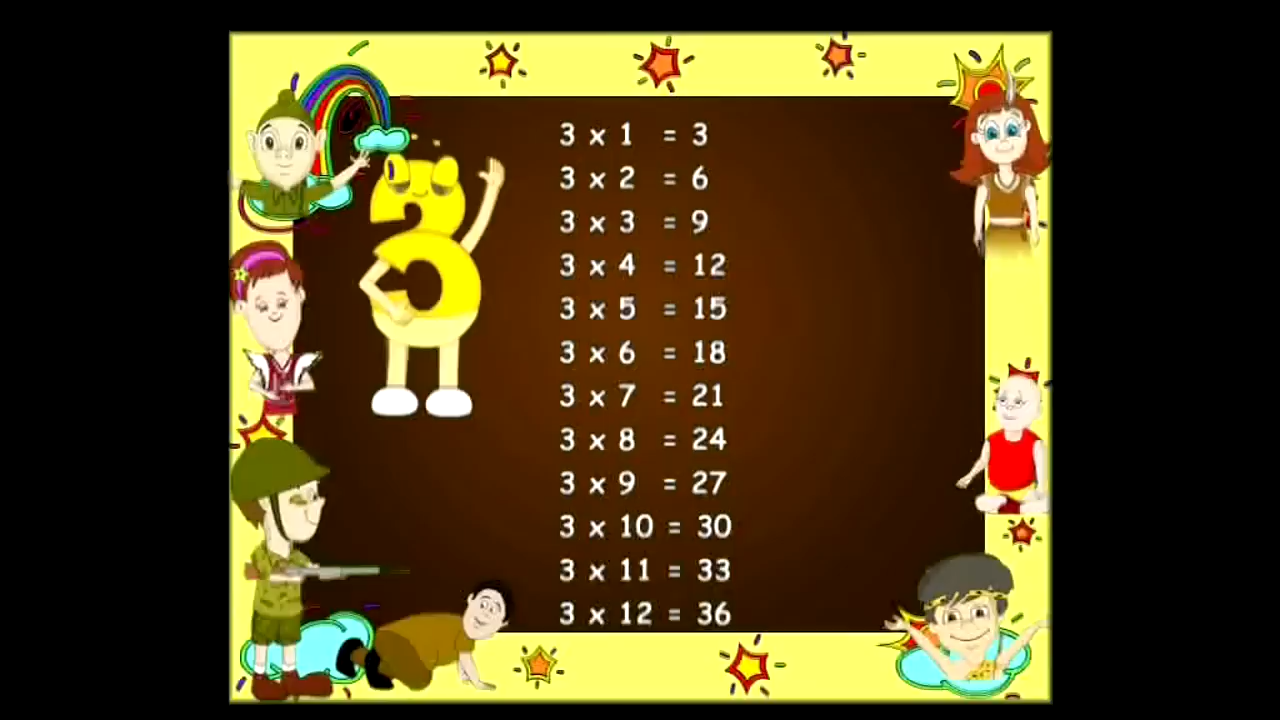 3 x 1 = 3
3 x 2 = 6
3 x 3 = 9
3 x 4 = 12
3 x 5 = 15
3 x 6 = 18
3 x 7 = 21
3 x 8 = 24
3 x 9 = 27
3 x 10 = 30
3 x 11 = 33
3 x 12 = 36